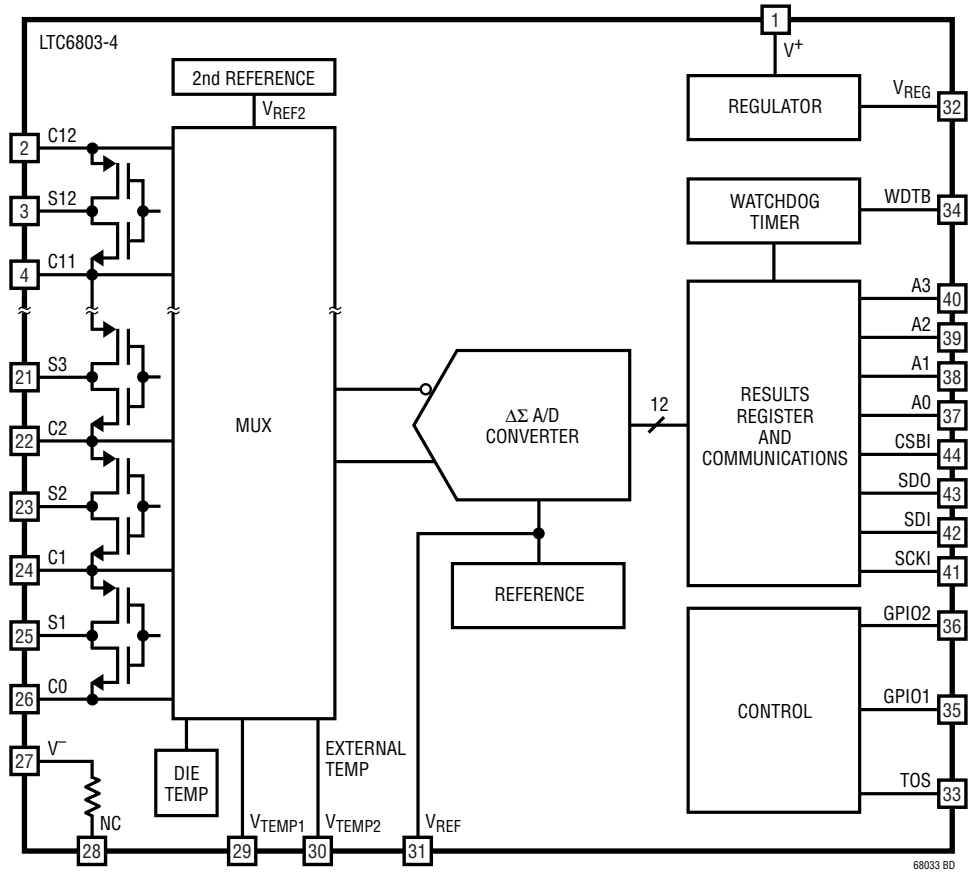 LTC6803-4
1
V+
2nd REFERENCE
VREF2
REGULATOR
VREG
32
2
C12
3
S12
4
C11
WATCHDOG
TIMER
WDTB
34
21
S3
22
C2
23
S2
24
C1
25
S1
26
C0
MUX
ΔΣ A/D
CONVERTER
12
RESULTS
REGISTER
AND
COMMUNICATIONS
A3
40
A2
39
A1
38
A0
37
CSBI
44
SDO
43
SDI
42
SCKI
41
REFERENCE
CONTROL
GPIO2
36
GPIO1
35
TOS
33
27
V−
NC
28
DIE
TEMP
EXTERNAL
TEMP
VTEMP1
29
VTEMP2
30
VREF
31
68033 BD